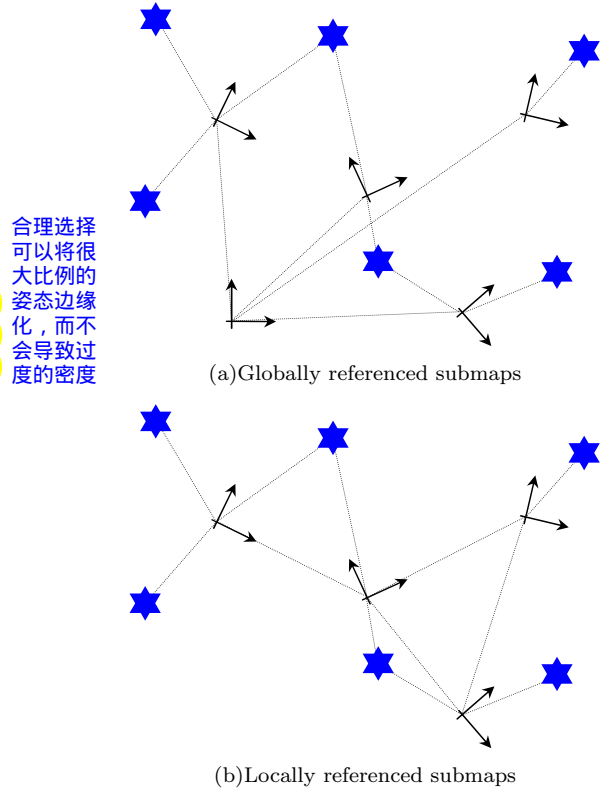 合理选择
可以将很
大比例的
姿态边缘
化，而不
会导致过
度的密度
(a)Globally referenced submaps
(b)Locally referenced submaps